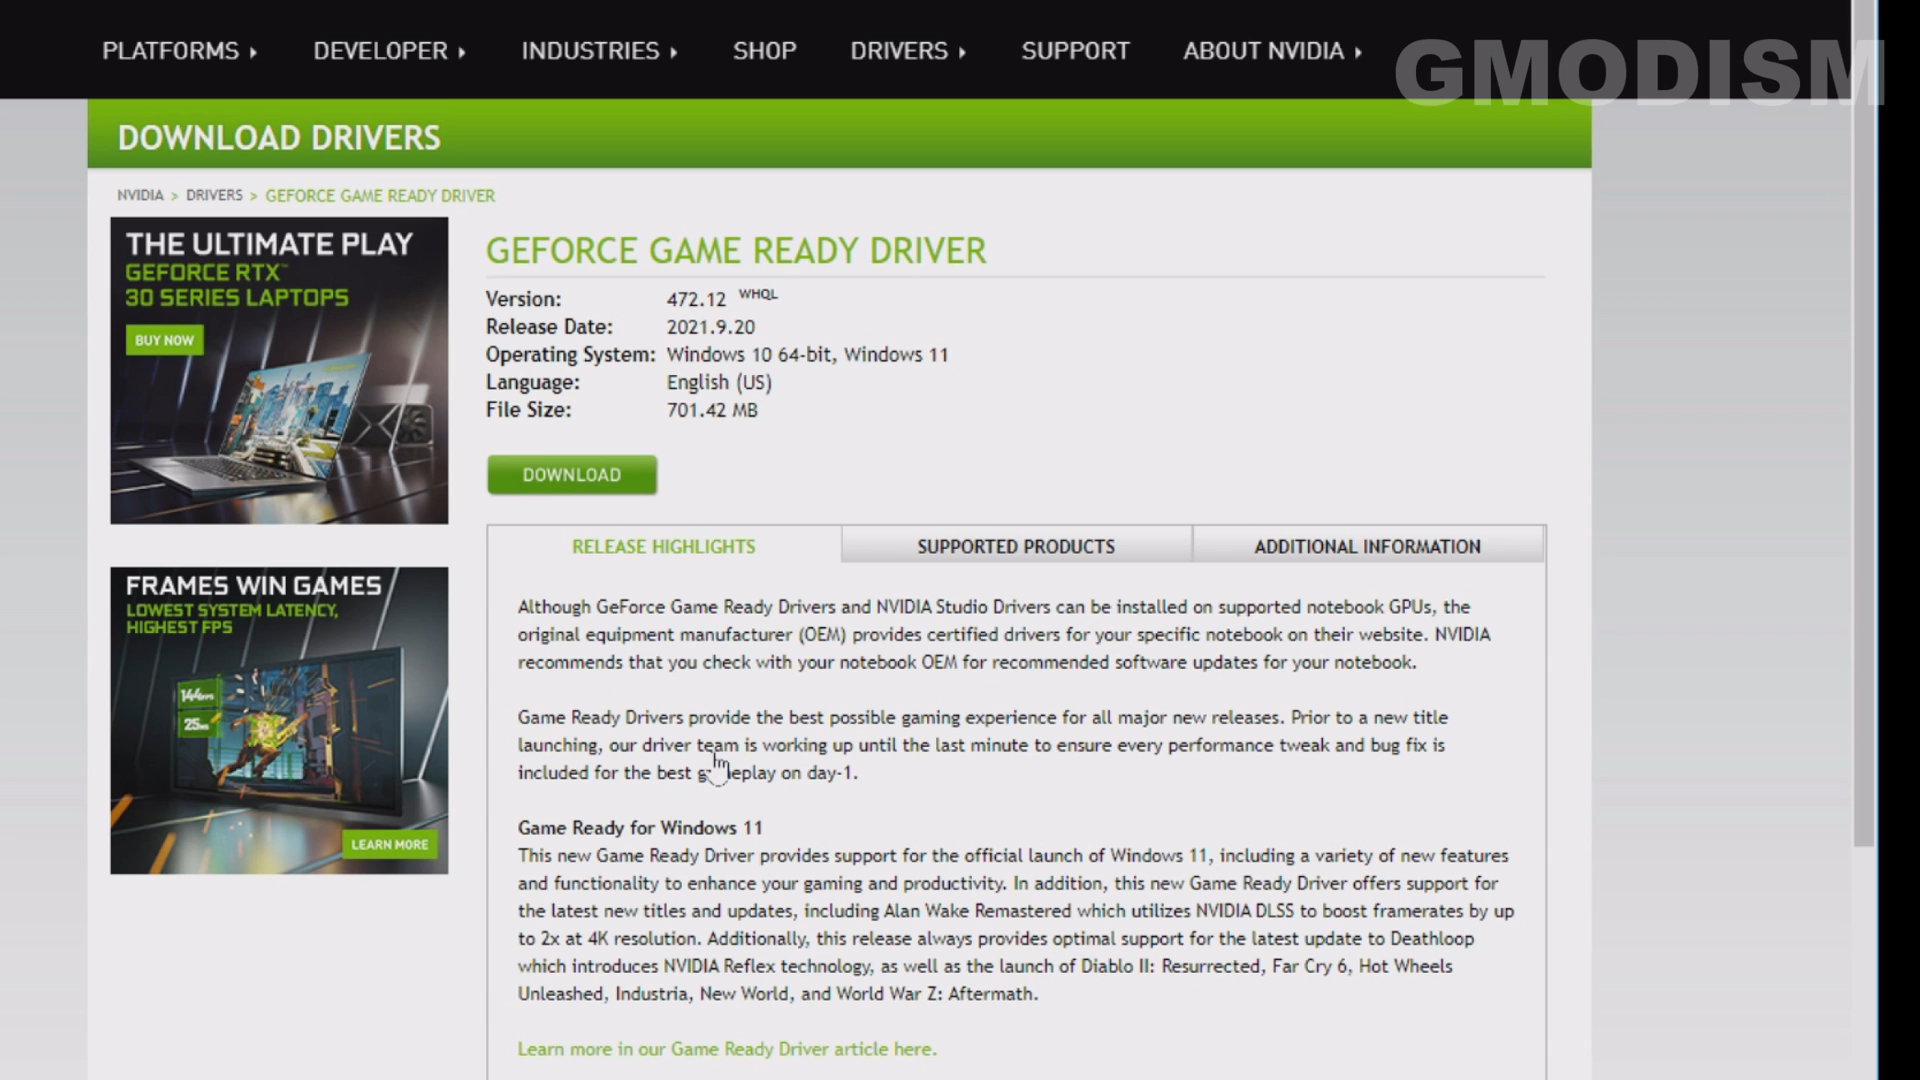 PLATFORMS DEVELOPER INDUSTRIES SHOP DRIVERS SUPPORT ABOUT NVIDIA
GMODISM
DOWNLOAD DRIVERS
NVIDIA > DRIVERS > GEFORCE GAME READY DRIVER
THE ULTIMATE PLAY
GEFORCE RTX™
30 SERIES LAPTOPS
BUY NOW
FRAMES WIN GAMES
LOWEST SYSTEM LATENCY,
HIGHEST FPS
144FPS
25MS
LEARN MORE
GEFORCE GAME READY DRIVER
Version: 472.12 WHQL
Release Date: 2021.9.20
Operating System: Windows 10 64-bit, Windows 11
Language: English (US)
File Size: 701.42 MB
DOWNLOAD
RELEASE HIGHLIGHTS SUPPORTED PRODUCTS ADDITIONAL INFORMATION
Although GeForce Game Ready Drivers and NVIDIA Studio Drivers can be installed on supported notebook GPUs, the
original equipment manufacturer (OEM) provides certified drivers for your specific notebook on their website. NVIDIA
recommends that you check with your notebook OEM for recommended software updates for your notebook.
Game Ready Drivers provide the best possible gaming experience for all major new releases. Prior to a new title
launching, our driver team is working up until the last minute to ensure every performance tweak and bug fix is
included for the best gameplay on day-1.
Game Ready for Windows 11
This new Game Ready Driver provides support for the official launch of Windows 11, including a variety of new features
and functionality to enhance your gaming and productivity. In addition, this new Game Ready Driver offers support for
the latest new titles and updates, including Alan Wake Remastered which utilizes NVIDIA DLSS to boost framerates by up
to 2x at 4K resolution. Additionally, this release always provides optimal support for the latest update to Deathloop
which introduces NVIDIA Reflex technology, as well as the launch of Diablo II: Resurrected, Far Cry 6, Hot Wheels
Unleashed, Industria, New World, and World War Z: Aftermath.
Learn more in our Game Ready Driver article here.